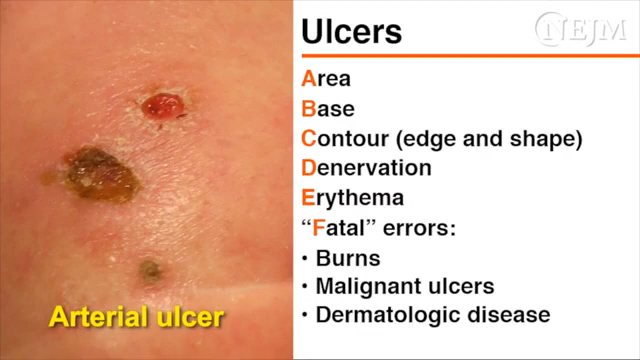 Ulcers
NEJM
Area
Base
Contour (edge and shape)
Denervation
Erythema
“Fatal” errors:
• Burns
• Malignant ulcers
• Dermatologic disease
Arterial ulcer